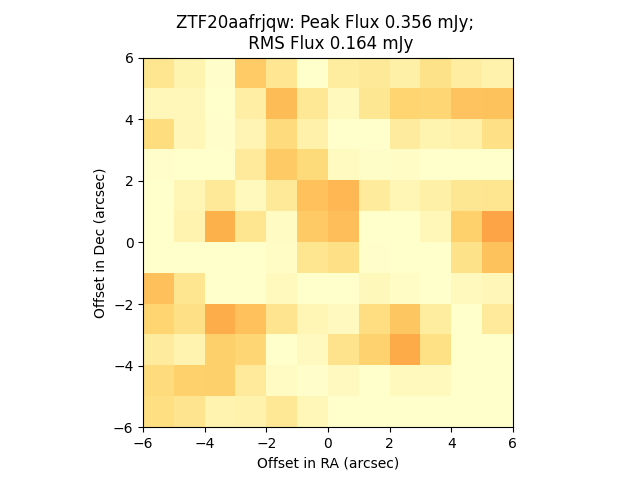 ZTF20aafrjqw: Peak Flux 0.356 mJy;
RMS Flux 0.164 mJy
6
4
2
0
−2
−4
−6
Offset in Dec (arcsec)
−6 −4 −2 0 2 4 6
Offset in RA (arcsec)